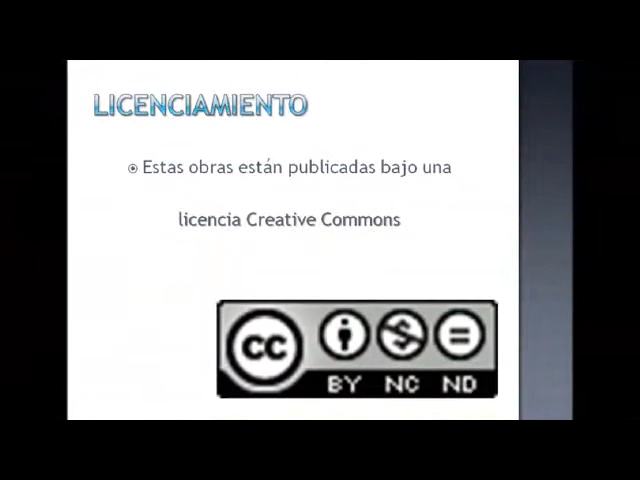 LICENCIAMIENTO
Estas obras están publicadas bajo una
licencia Creative Commons
cc
BY NC ND